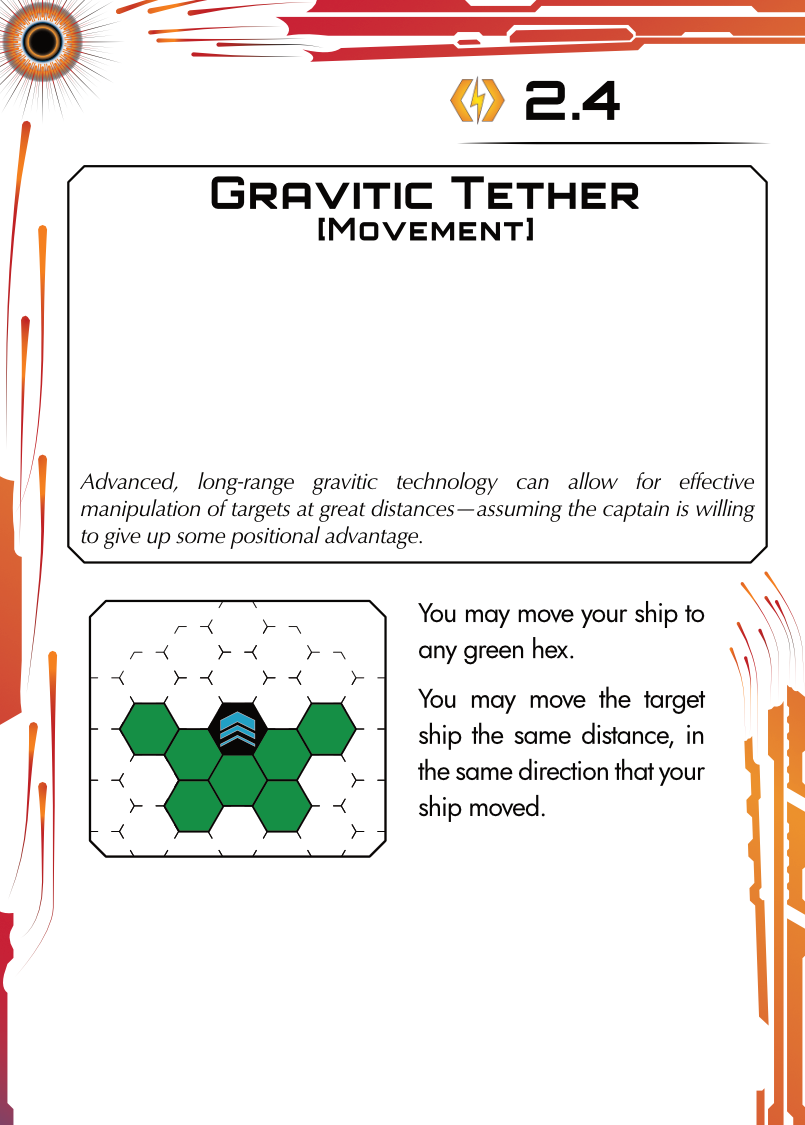 2.4
Gravitic Tether
[Movement]
Advanced, long-range gravitic technology can allow for effective
manipulation of targets at great distances—assuming the captain is willing
to give up some positional advantage.
You may move your ship to
any green hex.
You may move the target
ship the same distance, in
the same direction that your
ship moved.